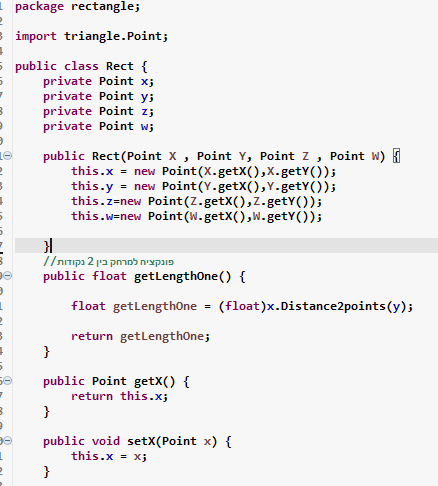 package rectangle;
import triangle.Point;
public class Rect {
private Point x;
private Point y;
private Point z;
private Point w;
public Rect(Point X , Point Y, Point Z , Point W) {
this.x = new Point(X.getX(),X.getY());
this.y = new Point(Y.getX(),Y.getY());
this.z=new Point(Z.getX(),Z.getY());
this.w=new Point(W.getX(),W.getY());
}
//פונקציה למרחק בין 2 נקודות
public float getLengthOne() {
float getLengthOne = (float)x.Distance2points(y);
return getLengthOne;
}
public Point getX() {
return this.x;
}
public void setX(Point x) {
this.x = x;
}